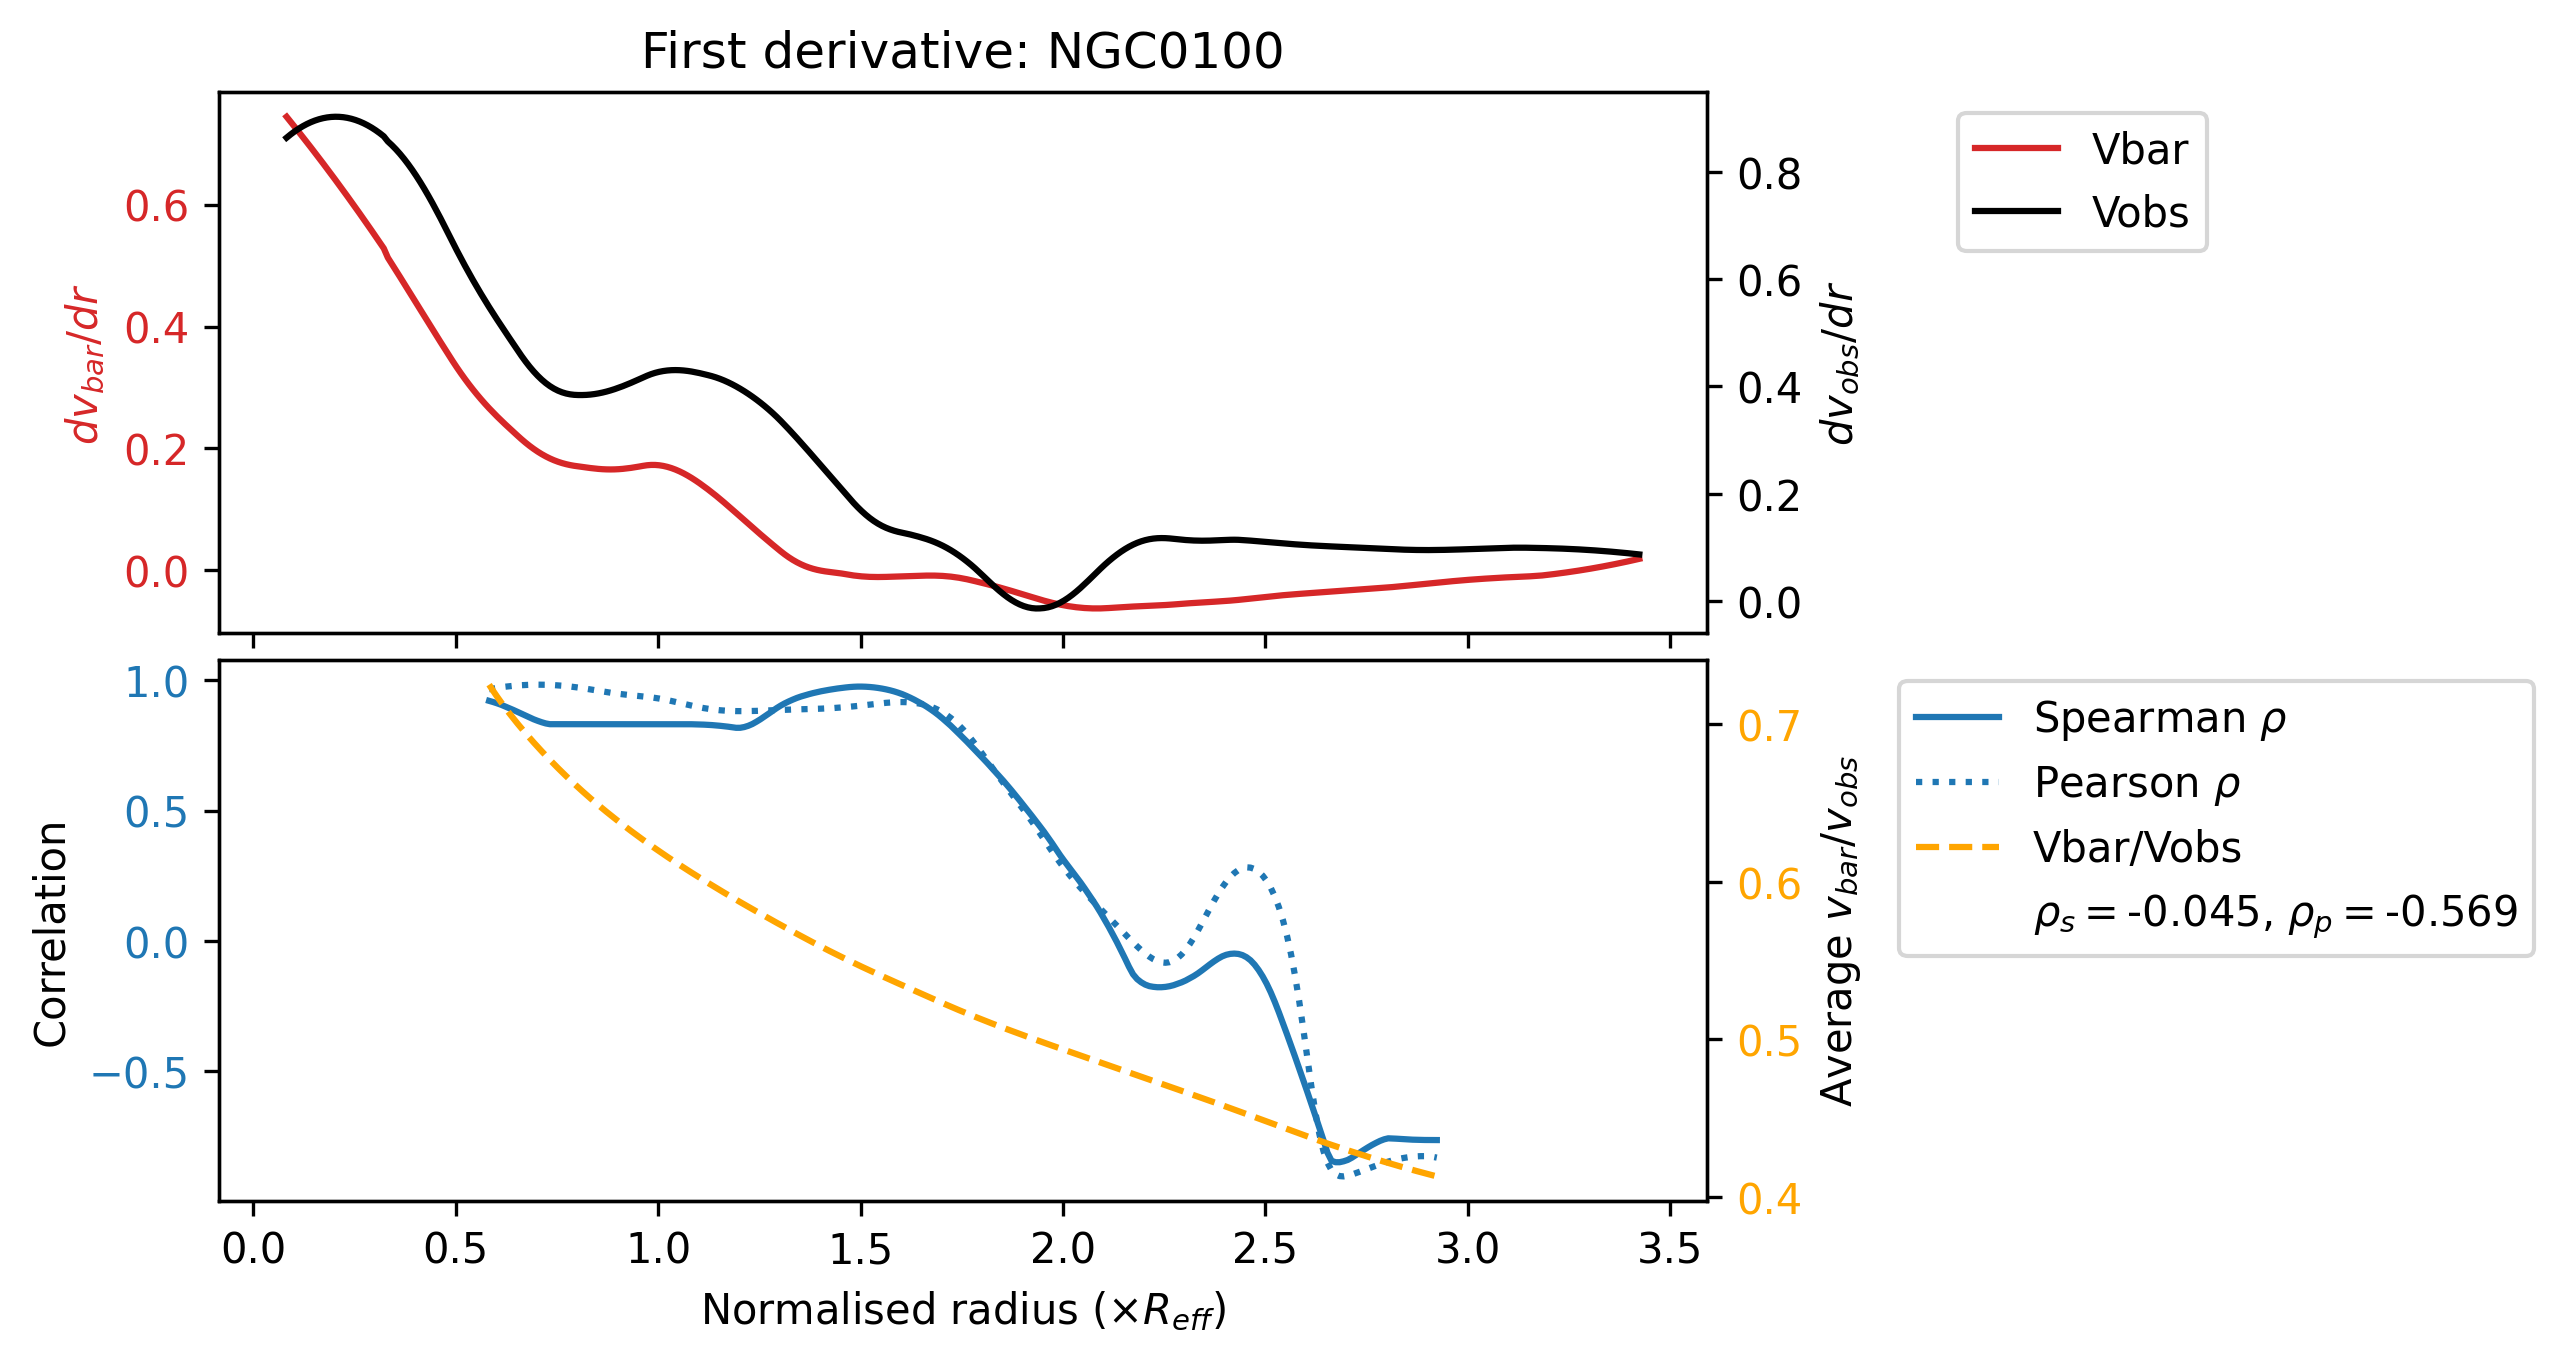 First derivative: NGC0100
dv_bar/dr
0.6
0.4
0.2
0.0
0.8
0.6
0.4
0.2
0.0
dv_obs/dr
Vbar
Vobs
Correlation
1.0
0.5
0.0
−0.5
0.7
0.6
0.5
0.4
Average v_bar/v_obs
Spearman ρ
Pearson ρ
Vbar/Vobs
ρ_s = -0.045, ρ_p = -0.569
0.0 0.5 1.0 1.5 2.0 2.5 3.0 3.5
Normalised radius (×R_eff)